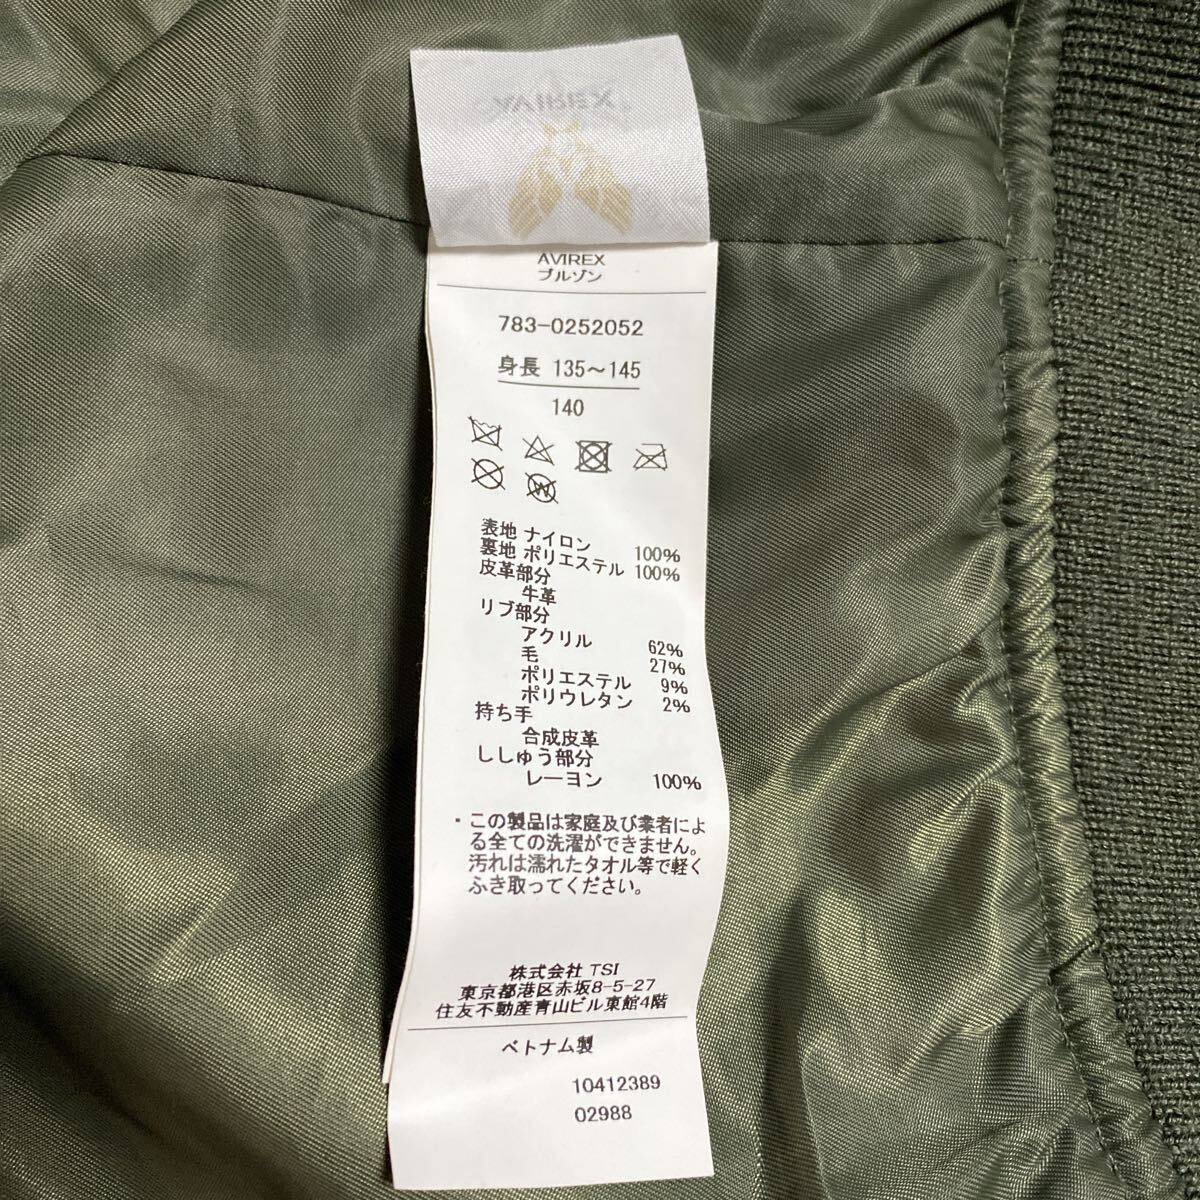 AVIREX
ブルゾン
783-0252052
身長 135～145
140
表地 ナイロン 100%
裏地 ポリエステル 100%
皮革部分
牛革
リブ部分
アクリル 62%
毛 27%
ポリエステル 9%
ポリウレタン 2%
持ち手
合成皮革
ししゅう部分
レーヨン 100%
・この製品は家庭及び業者によ
る全ての洗濯ができません。
汚れは濡れたタオル等で軽く
ふき取ってください。
株式会社 TSI
東京都港区赤坂8-5-27
住友不動産青山ビル東館4階
ベトナム製
10412389
02988